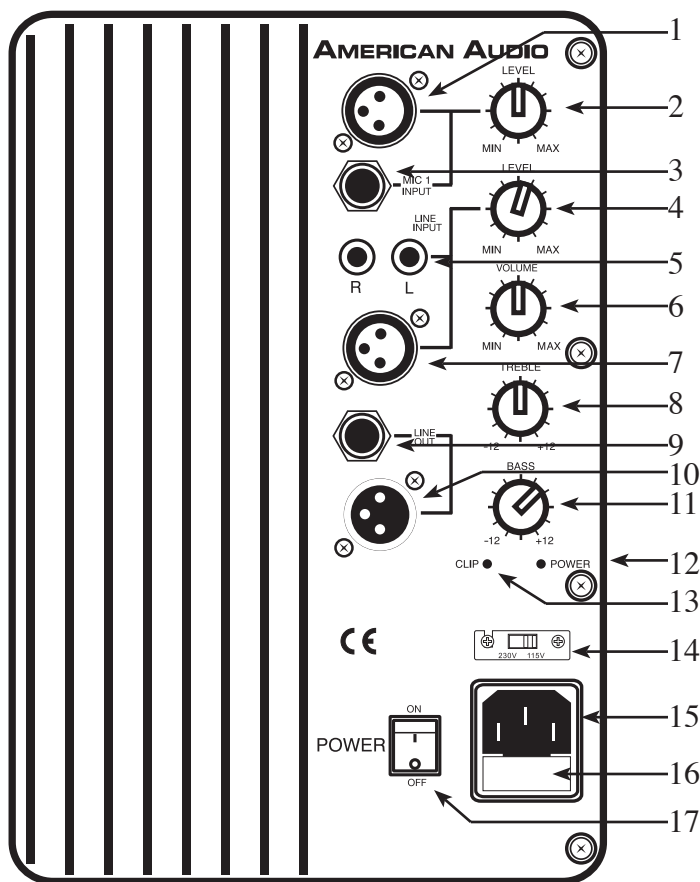 AMERICAN AUDIO
1
LEVEL
2
MIN MAX
3
MIC 1
INPUT
LEVEL
4
LINE
INPUT
MIN MAX
5
R L
VOLUME
6
MIN MAX
7
TREBLE
8
-12 +12
LINE
OUT
9
BASS
10
11
-12 +12
CLIP POWER
12
13
CE
230V 115V
14
15
ON
POWER
OFF
16
17